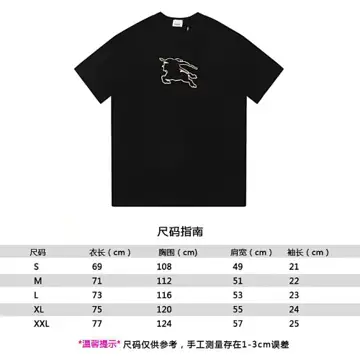 尺码指南
尺码 衣长（cm） 胸围(cm) 肩宽（cm） 袖长（cm）
S 69 108 49 21
M 71 112 51 22
L 73 116 53 23
XL 75 120 55 24
XXL 77 124 57 25
*温馨提示* 尺码仅供参考，手工测量存在1-3cm误差